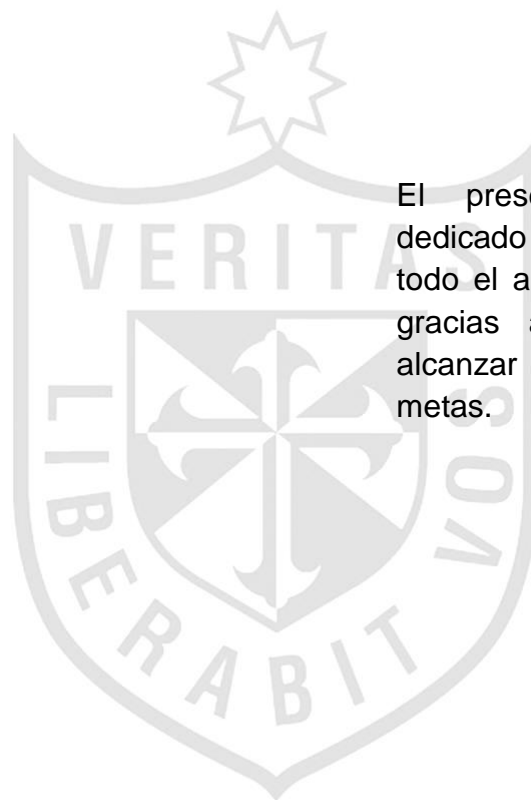 VERITAS
LIBERABIT
VOS
El
dedicado
todo el
gracias
alcanzar
metas.